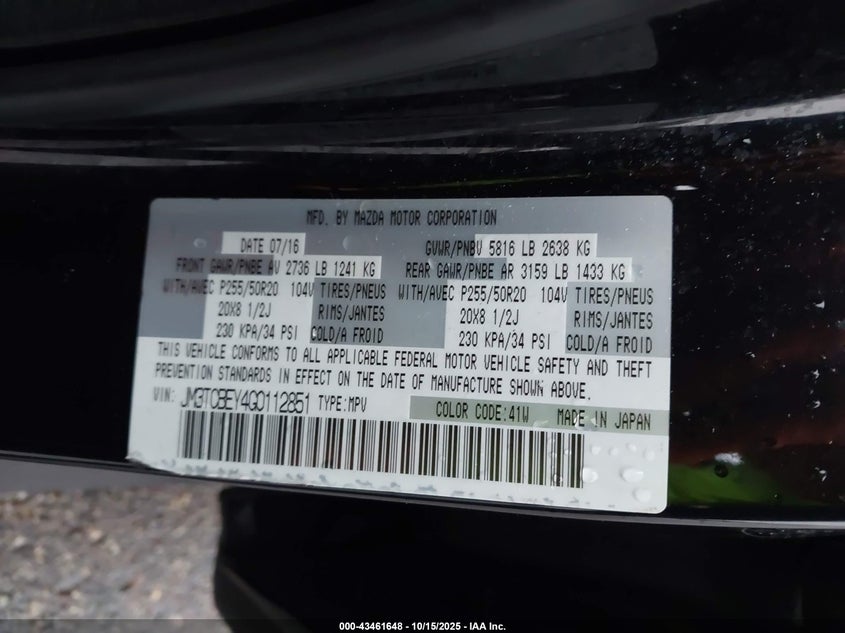 MFD. BY MAZDA MOTOR CORPORATION
DATE 07/16 GVWR/PNBV 5816 LB 2638 KG
FRONT GAWR/PNBE AV 2736 LB 1241 KG REAR GAWR/PNBE AR 3159 LB 1433 KG
WITH/AVEC P255/50R20 104V TIRES/PNEUS WITH/AVEC P255/50R20 104V TIRES/PNEUS
20X8 1/2J RIMS/JANTES 20X8 1/2J RIMS/JANTES
230 KPA/34 PSI COLD/A FROID 230 KPA/34 PSI COLD/A FROID
THIS VEHICLE CONFORMS TO ALL APPLICABLE FEDERAL MOTOR VEHICLE SAFETY AND THEFT
PREVENTION STANDARDS IN EFFECT ON THE DATE OF MANUFACTURE SHOWN ABOVE.
VIN: JM3TCBEY4G0112851 TYPE:MPV COLOR CODE:41W MADE IN JAPAN
000-43461648 - 10/15/2025 - IAA Inc.